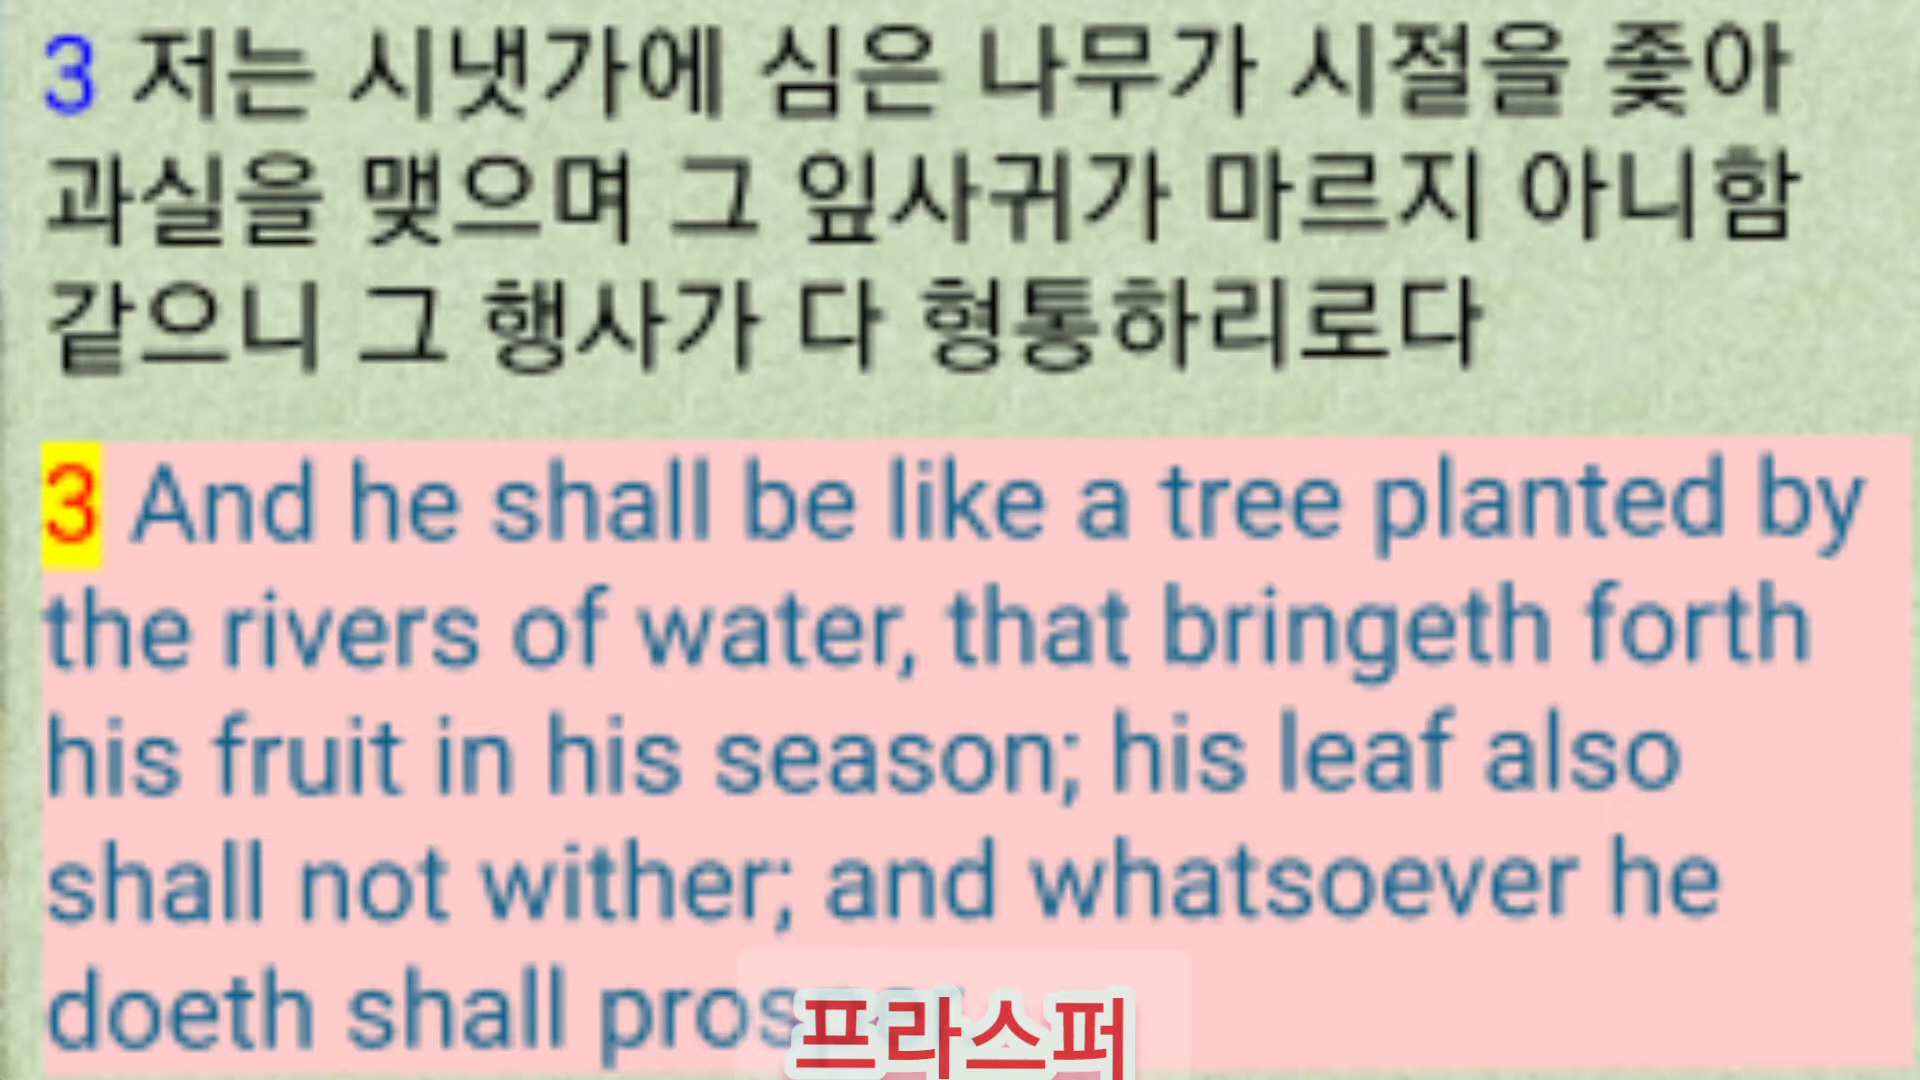 3 저는 시냇가에 심은 나무가 시절을 좇아
과실을 맺으며 그 잎사귀가 마르지 아니함
같으니 그 행사가 다 형통하리로다
3 And he shall be like a tree planted by
the rivers of water, that bringeth forth
his fruit in his season; his leaf also
shall not wither; and whatsoever he
doeth shall
프라스퍼